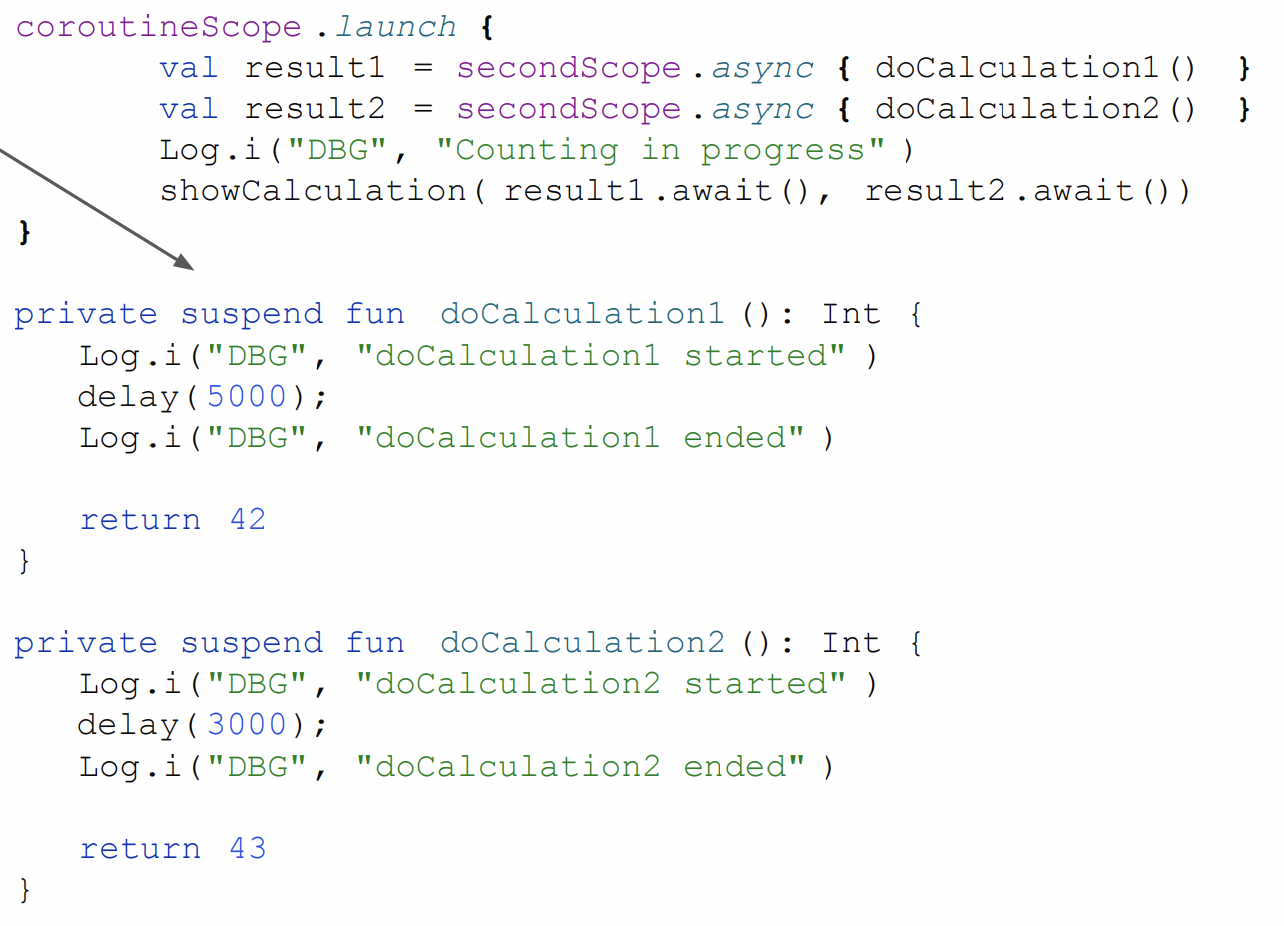 coroutineScope.launch {
val result1 = secondScope.async { doCalculation1() }
val result2 = secondScope.async { doCalculation2() }
Log.i("DBG", "Counting in progress")
showCalculation( result1.await(), result2.await())
}
private suspend fun doCalculation1(): Int {
Log.i("DBG", "doCalculation1 started")
delay(5000);
Log.i("DBG", "doCalculation1 ended")
return 42
}
private suspend fun doCalculation2(): Int {
Log.i("DBG", "doCalculation2 started")
delay(3000);
Log.i("DBG", "doCalculation2 ended")
return 43
}